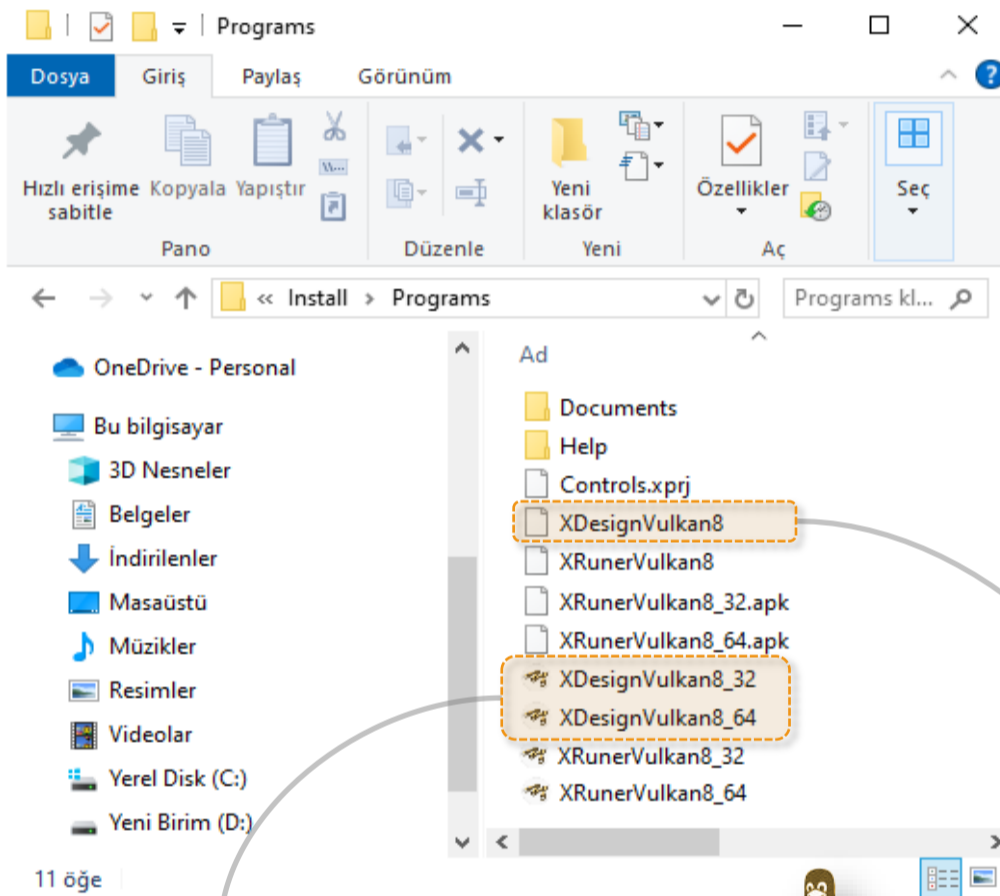 Programs
Dosya Giriş Paylaş Görünüm
Hızlı erişime sabitle Kopyala Yapıştır Yeni klasör Özellikler Seç
Pano Düzenle Yeni Aç
« Install › Programs Programs kl...
OneDrive - Personal
Bu bilgisayar
3D Nesneler
Belgeler
İndirilenler
Masaüstü
Müzikler
Resimler
Videolar
Yerel Disk (C:)
Yeni Birim (D:)
Ad
Documents
Help
Controls.xprj
XDesignVulkan8
XRunerVulkan8
XRunerVulkan8_32.apk
XRunerVulkan8_64.apk
XDesignVulkan8_32
XDesignVulkan8_64
XRunerVulkan8_32
XRunerVulkan8_64
11 öğe